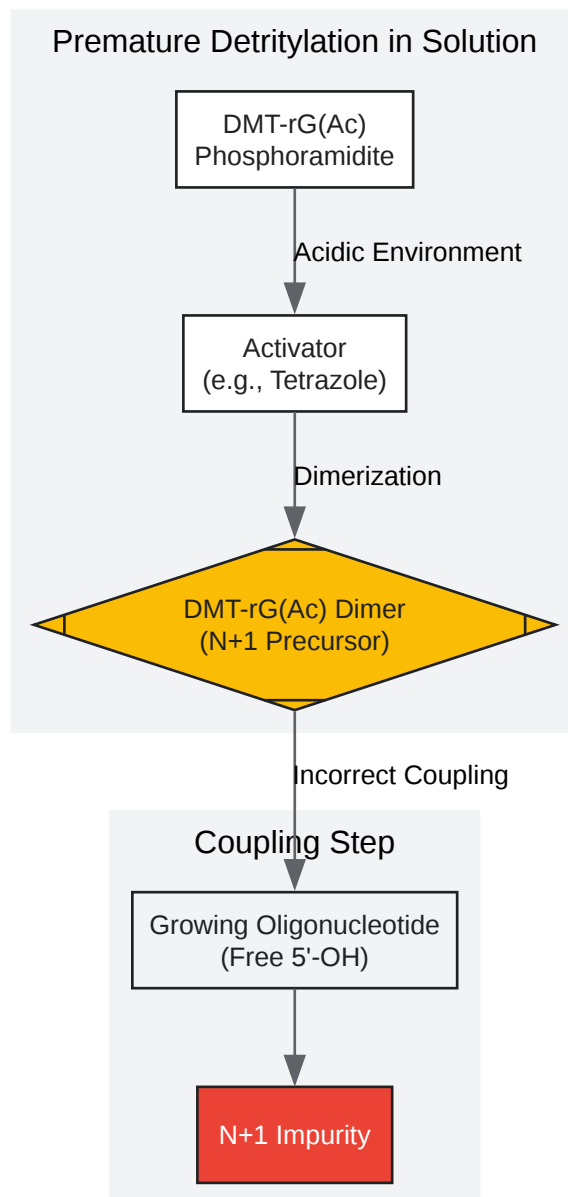 Premature Detritylation in Solution
DMT-rG(Ac)
Phosphoramidite
Acidic Environment
Activator
(e.g., Tetrazole)
Dimerization
DMT-rG(Ac) Dimer
(N+1 Precursor)
Incorrect Coupling
Coupling Step
Growing Oligonucleotide
(Free 5'-OH)
N+1 Impurity